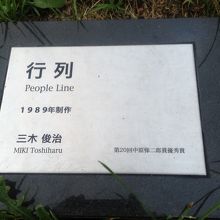 行 列
People Line
1989年制作
三木 俊治
MIKI Toshiharu
第20回中原悌二郎賞優秀賞